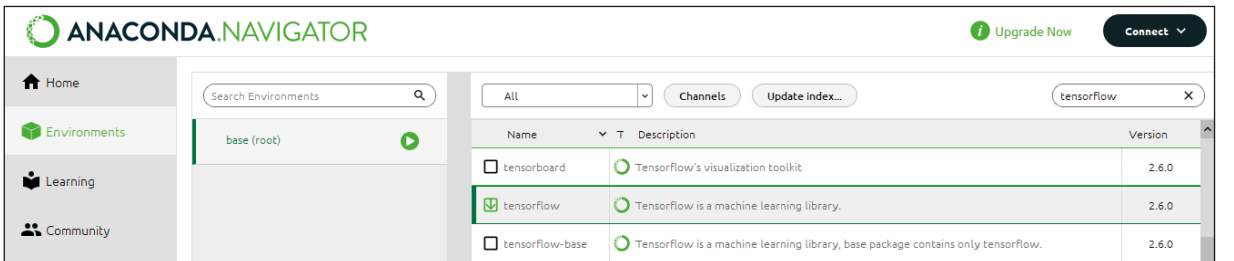 ANACONDA.NAVIGATOR
i Upgrade Now
Connect
Home
Environments
Learning
Community
Search Environments
base (root)
All
Channels
Update index...
tensorflow X
Name T Description Version
tensorboard Tensorflow's visualization toolkit 2.6.0
tensorflow Tensorflow is a machine learning library. 2.6.0
tensorflow-base Tensorflow is a machine learning library, base package contains only tensorflow. 2.6.0